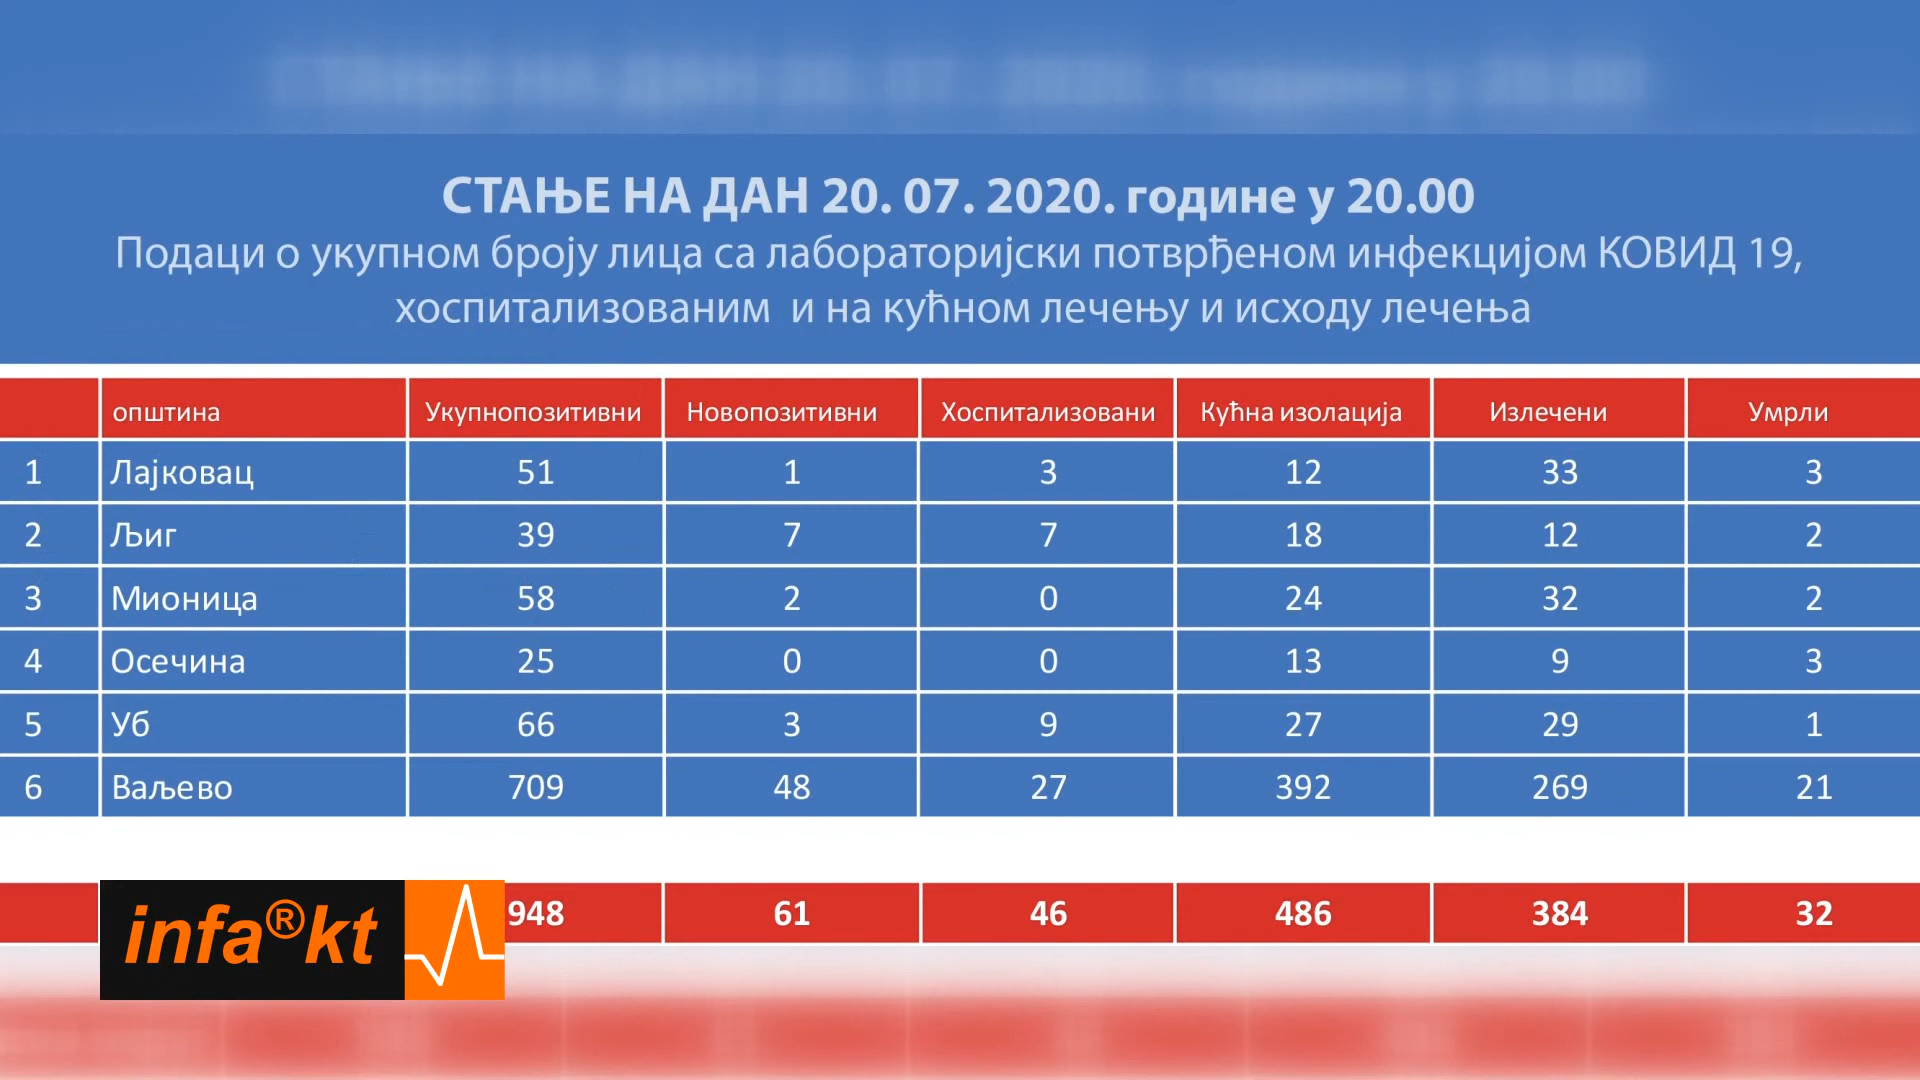 СТАЊЕ НА ДАН 20. 07. 2020. године у 20.00
Подаци о укупном броју лица са лабораторијски потврђеном инфекцијом КОВИД 19,
хоспитализованим и на кућном лечењу и исходу лечења
општина Укупнопозитивни Новопозитивни Хоспитализовани Кућна изолација Излечени Умрли
1 Лајковац 51 1 3 12 33 3
2 Љиг 39 7 7 18 12 2
3 Мионица 58 2 0 24 32 2
4 Осечина 25 0 0 13 9 3
5 Уб 66 3 9 27 29 1
6 Ваљево 709 48 27 392 269 21
948 61 46 486 384 32
infa®kt